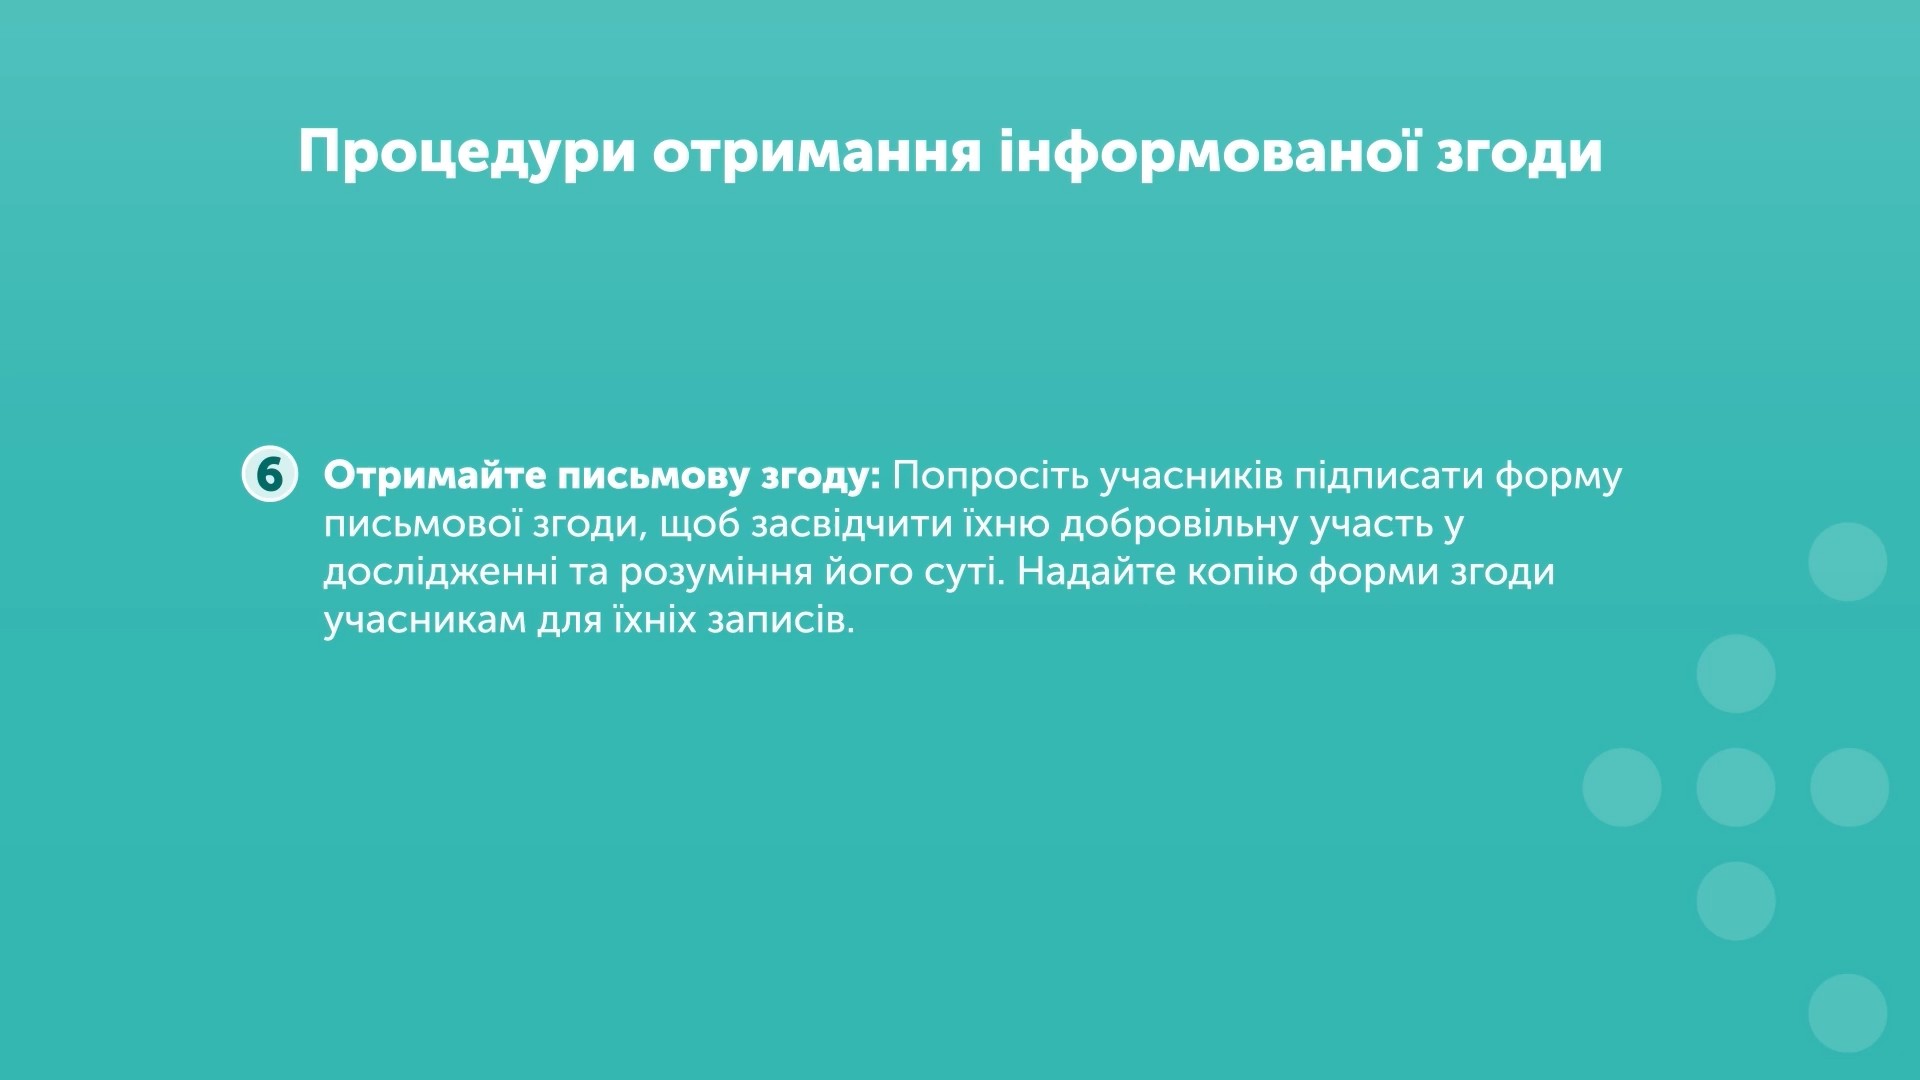 Процедури отримання інформованої згоди
6 Отримайте письмову згоду: Попросіть учасників підписати форму
письмової згоди, щоб засвідчити їхню добровільну участь у
дослідженні та розуміння його суті. Надайте копію форми згоди
учасникам для їхніх записів.